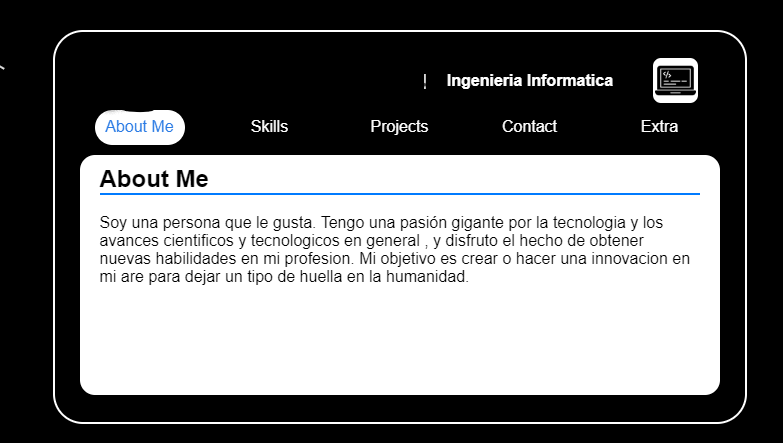 | Ingenieria Informatica
</>
About Me Skills Projects Contact Extra
About Me
Soy una persona que le gusta. Tengo una pasión gigante por la tecnologia y los
avances cientificos y tecnologicos en general , y disfruto el hecho de obtener
nuevas habilidades en mi profesion. Mi objetivo es crear o hacer una innovacion en
mi are para dejar un tipo de huella en la humanidad.